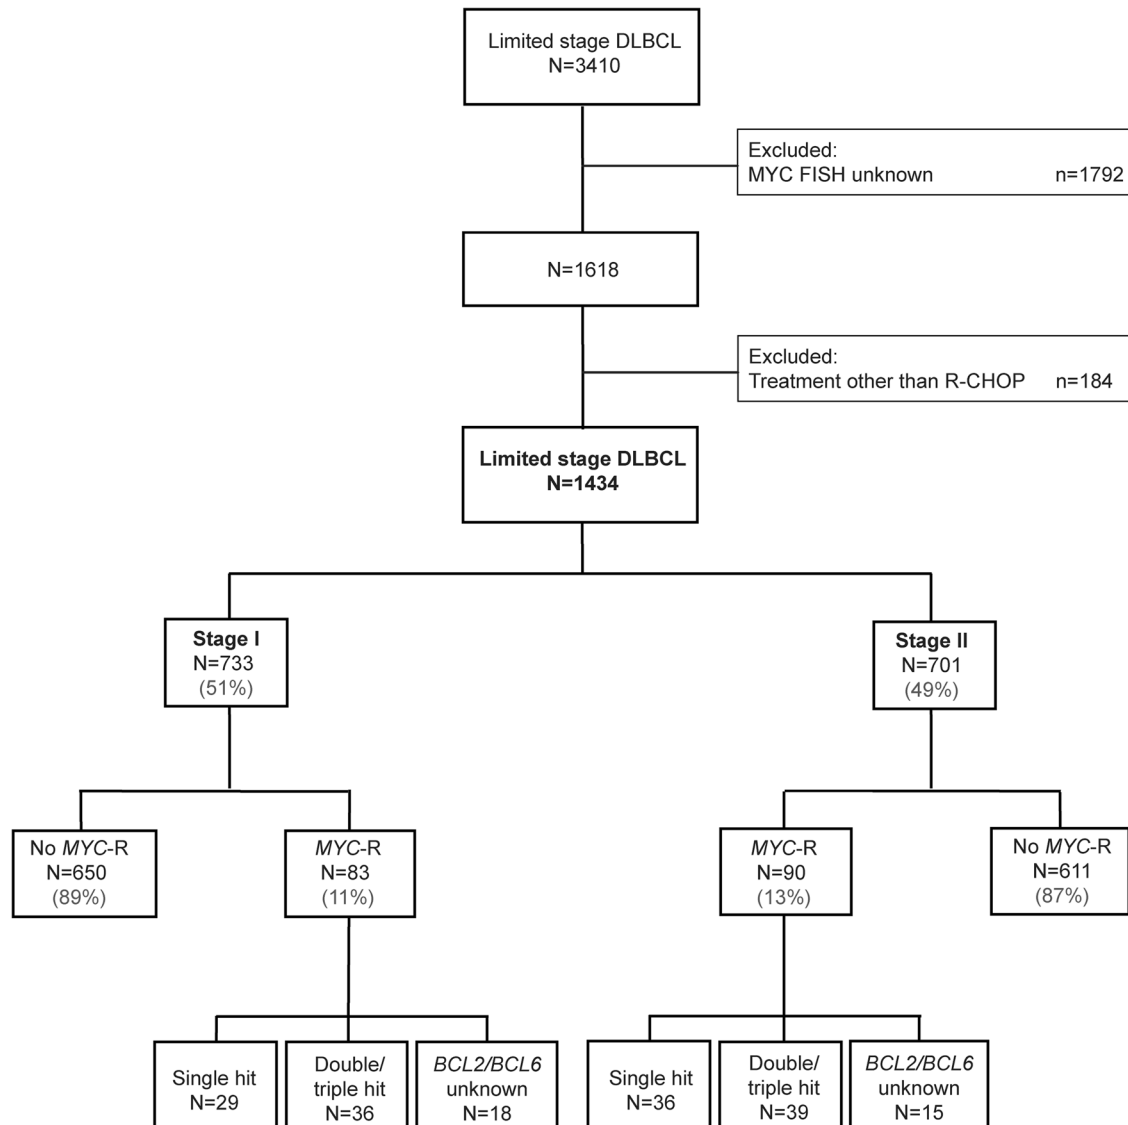 Limited stage DLBCL
N=3410
Excluded:
MYC FISH unknown n=1792
N=1618
Excluded:
Treatment other than R-CHOP n=184
Limited stage DLBCL
N=1434
Stage I
N=733
(51%)
Stage II
N=701
(49%)
No MYC-R
N=650
(89%)
MYC-R
N=83
(11%)
MYC-R
N=90
(13%)
No MYC-R
N=611
(87%)
Single hit
N=29
Double/
triple hit
N=36
BCL2/BCL6
unknown
N=18
Single hit
N=36
Double/
triple hit
N=39
BCL2/BCL6
unknown
N=15